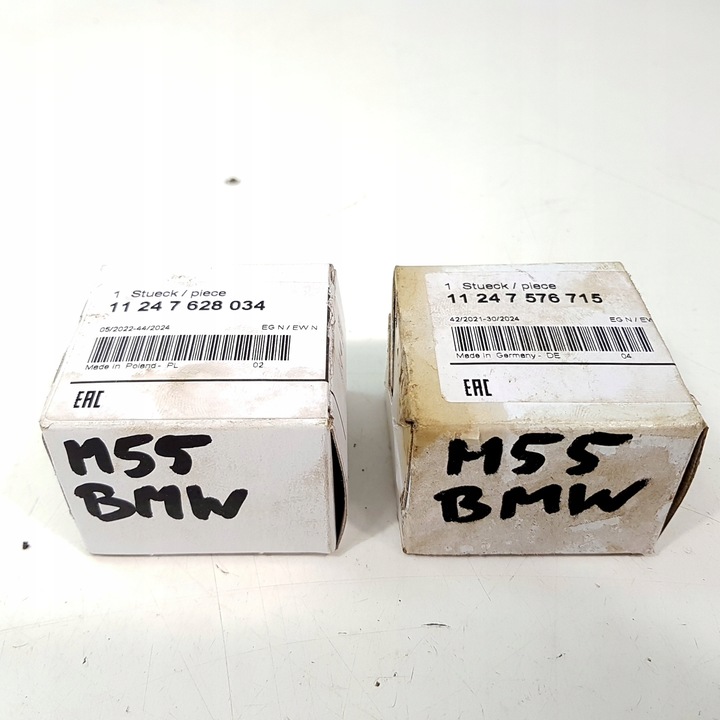 1 Stueck / piece
11 24 7 628 034
05/2022-44/2024 EG N / EW N
Made in Poland - PL 02
EAC
M55
BMW
1 Stueck / piece
11 24 7 576 715
42/2021-30/2024 EG N / EW
Made in Germany - DE 04
EAC
M55
BMW